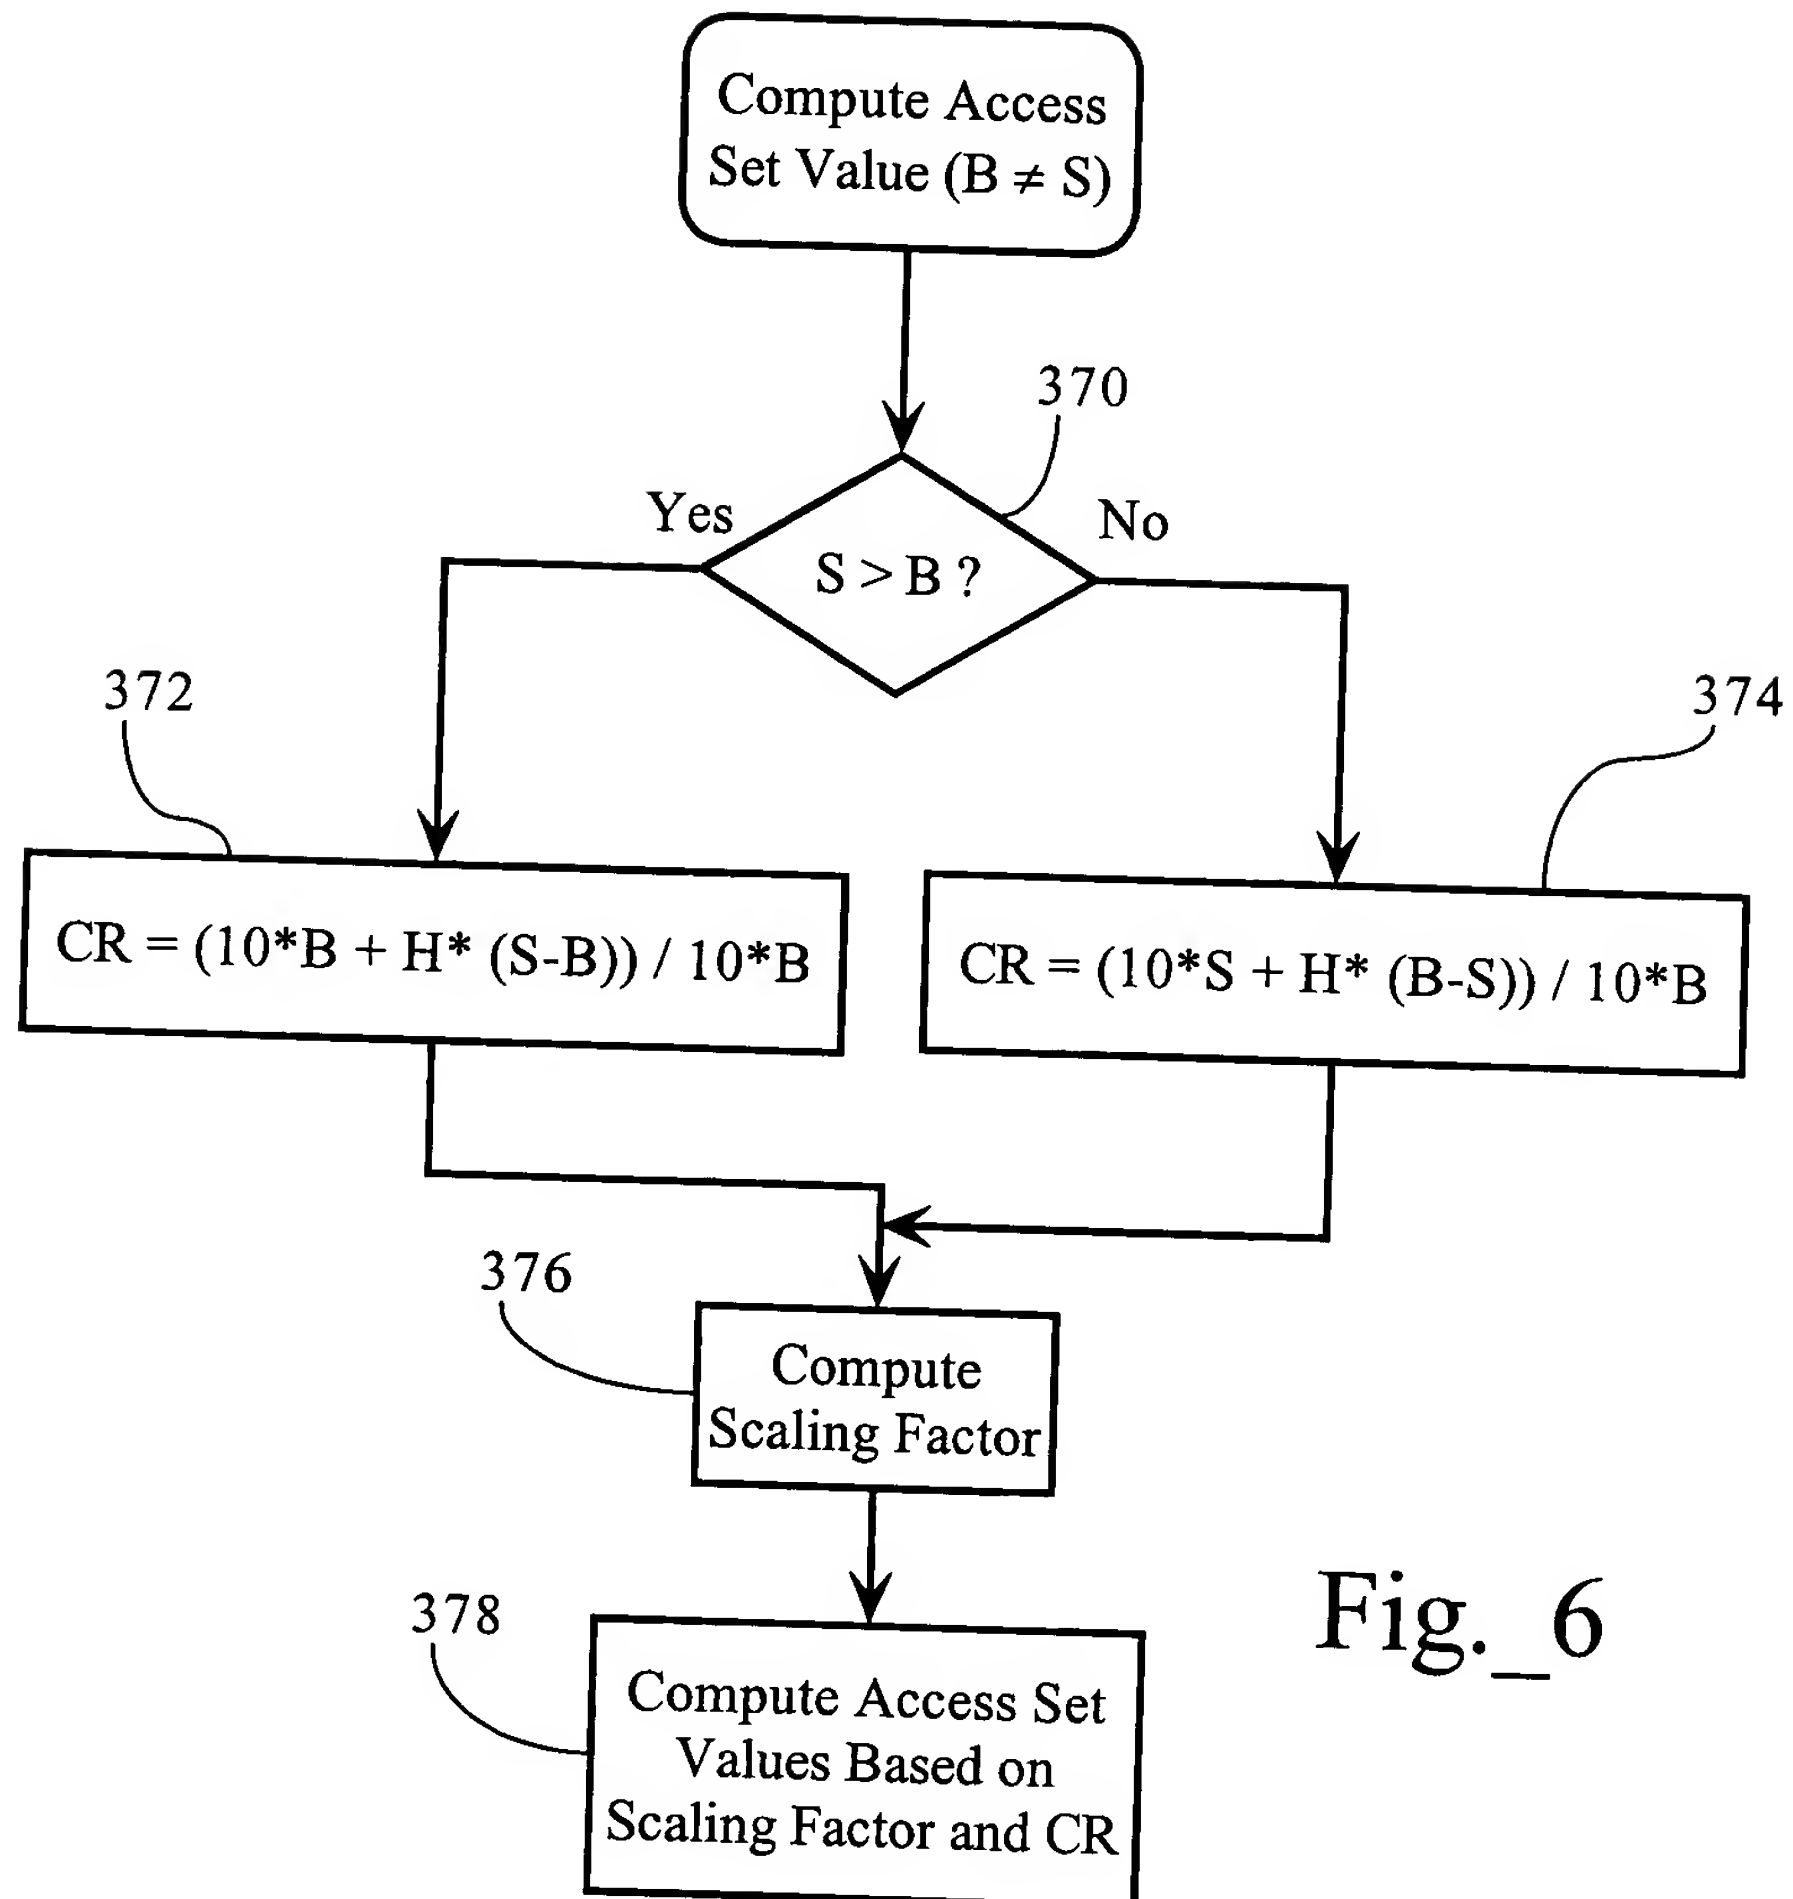 Compute Access
Set Value (B ≠ S)
370
Yes
No
S > B ?
372
374
CR = (10*B + H* (S-B)) / 10*B
CR = (10*S + H* (B-S)) / 10*B
376
Compute
Scaling Factor
378
Compute Access Set
Values Based on
Scaling Factor and CR
Fig._6